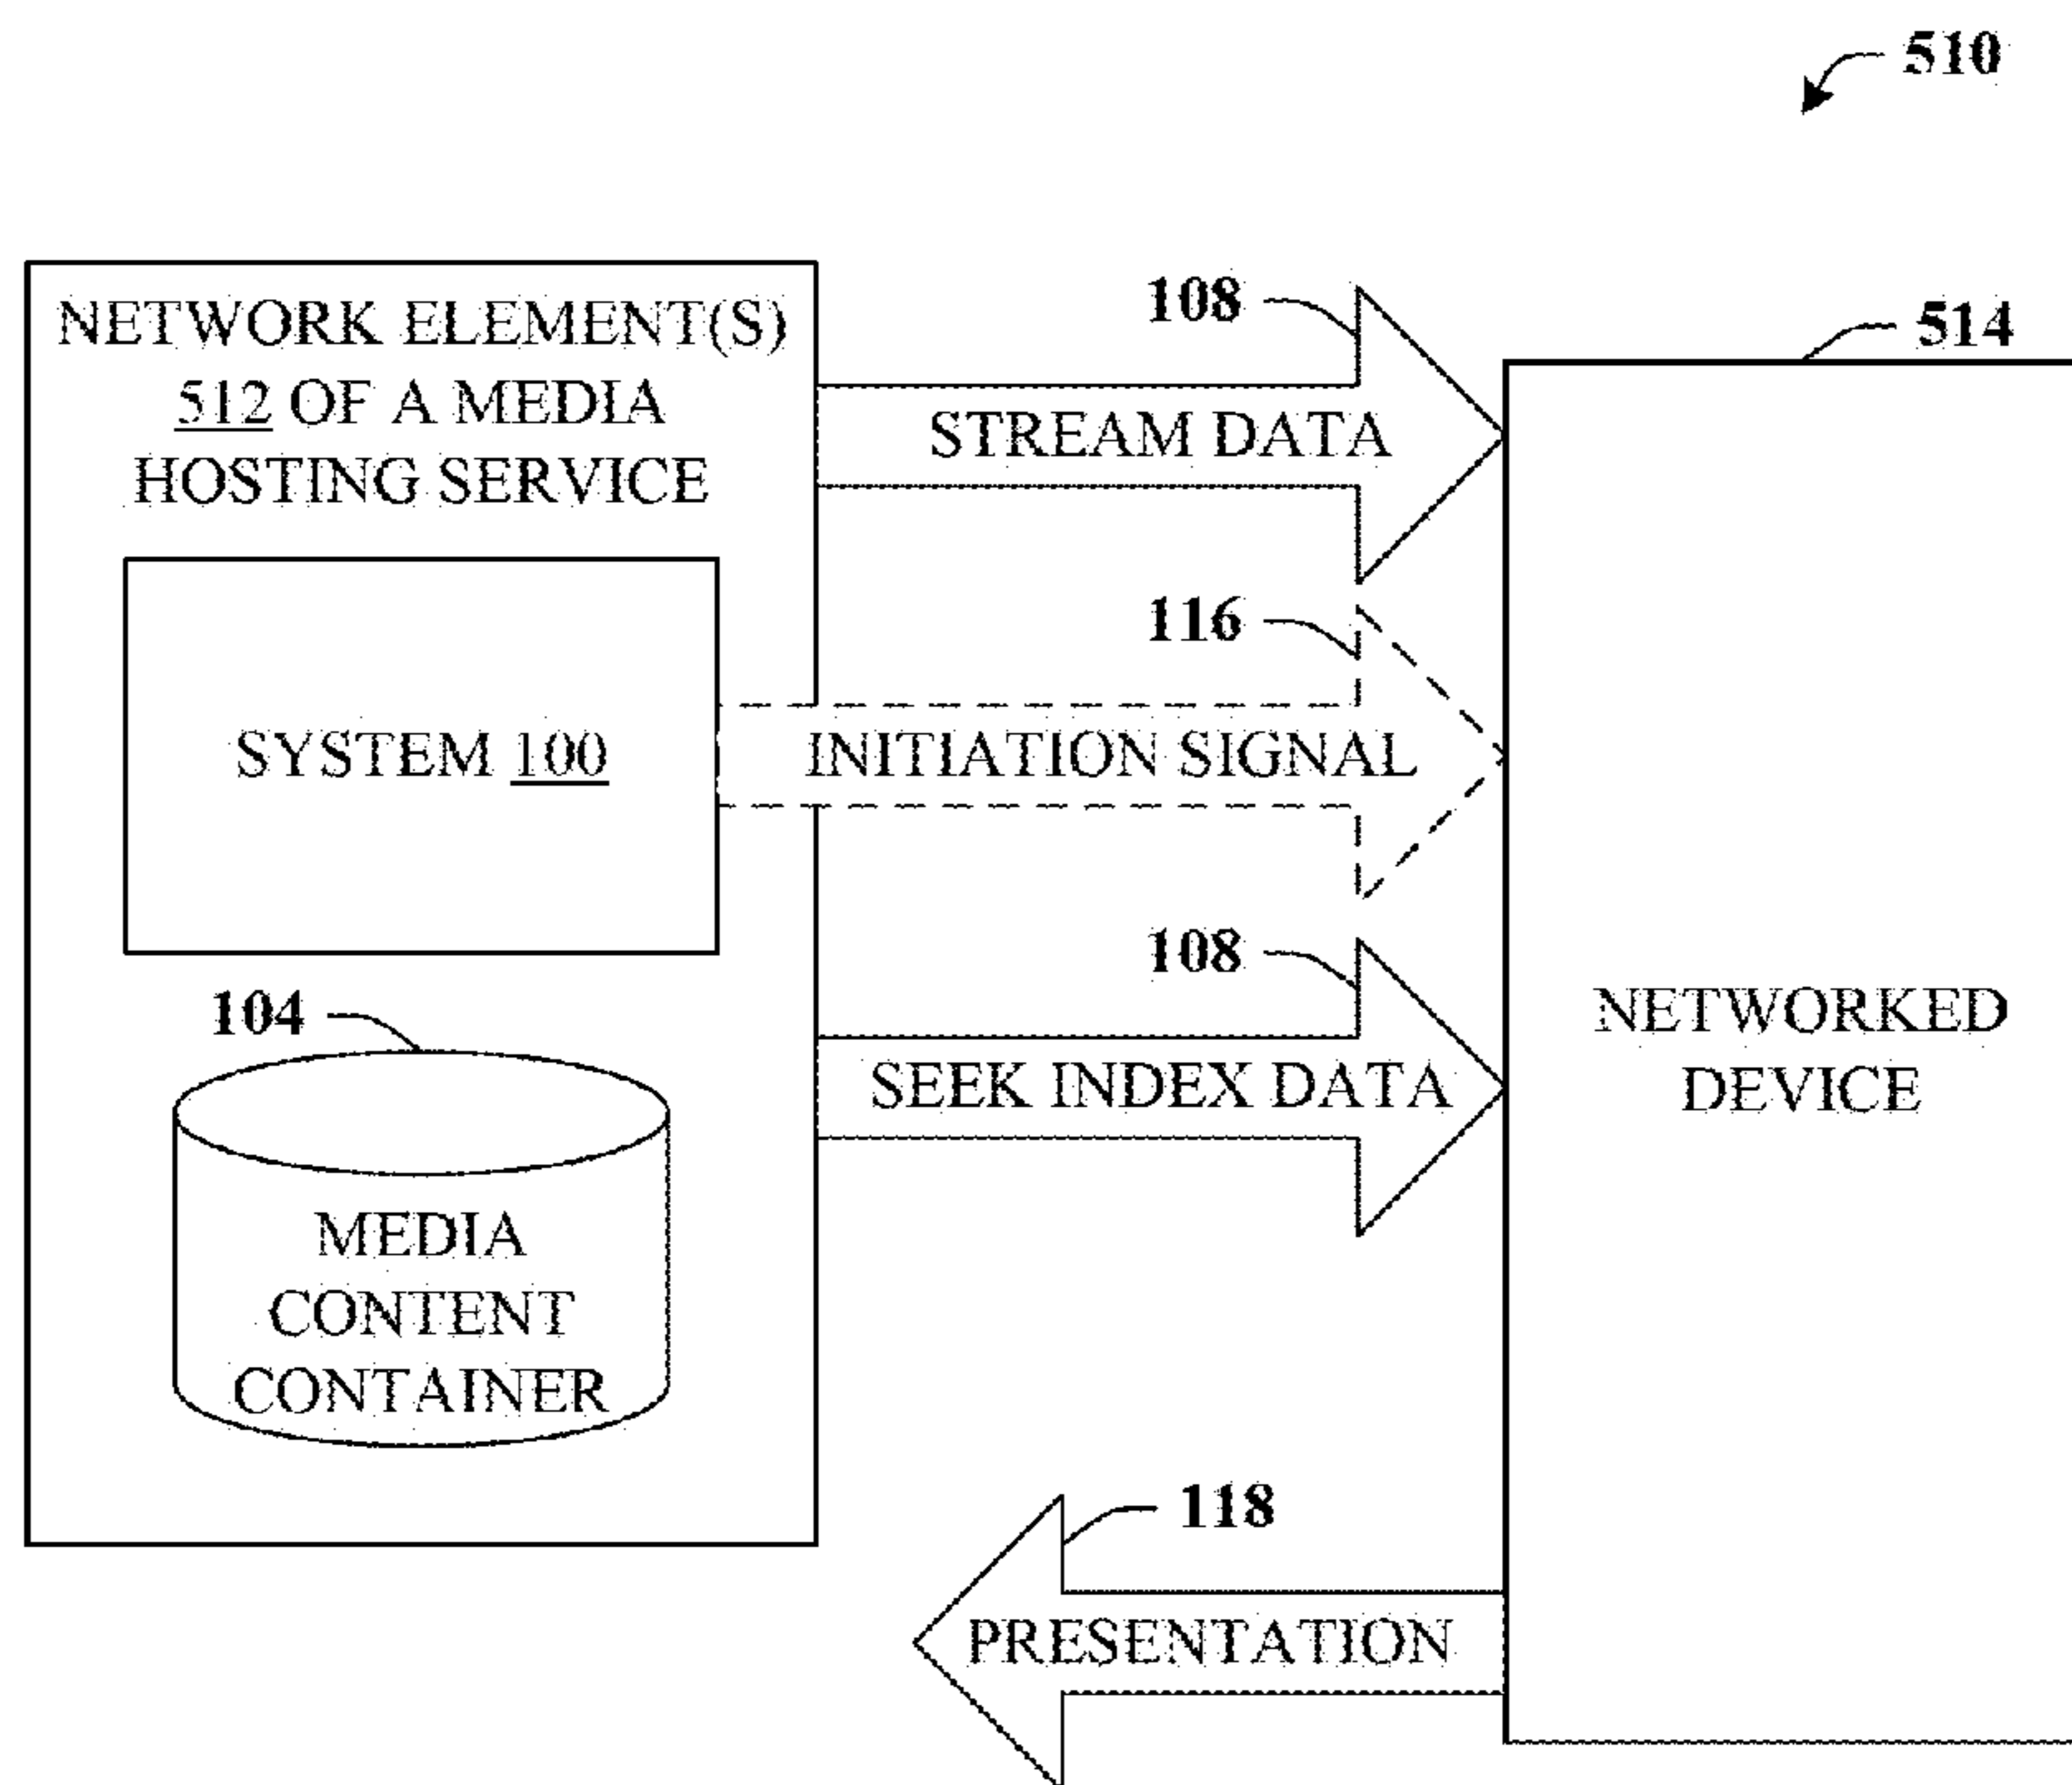 510
NETWORK ELEMENT(S)
512 OF A MEDIA
HOSTING SERVICE
108
STREAM DATA
514
116
SYSTEM 100
INITIATION SIGNAL
108
SEEK INDEX DATA
NETWORKED
DEVICE
104
MEDIA
CONTENT
CONTAINER
118
PRESENTATION